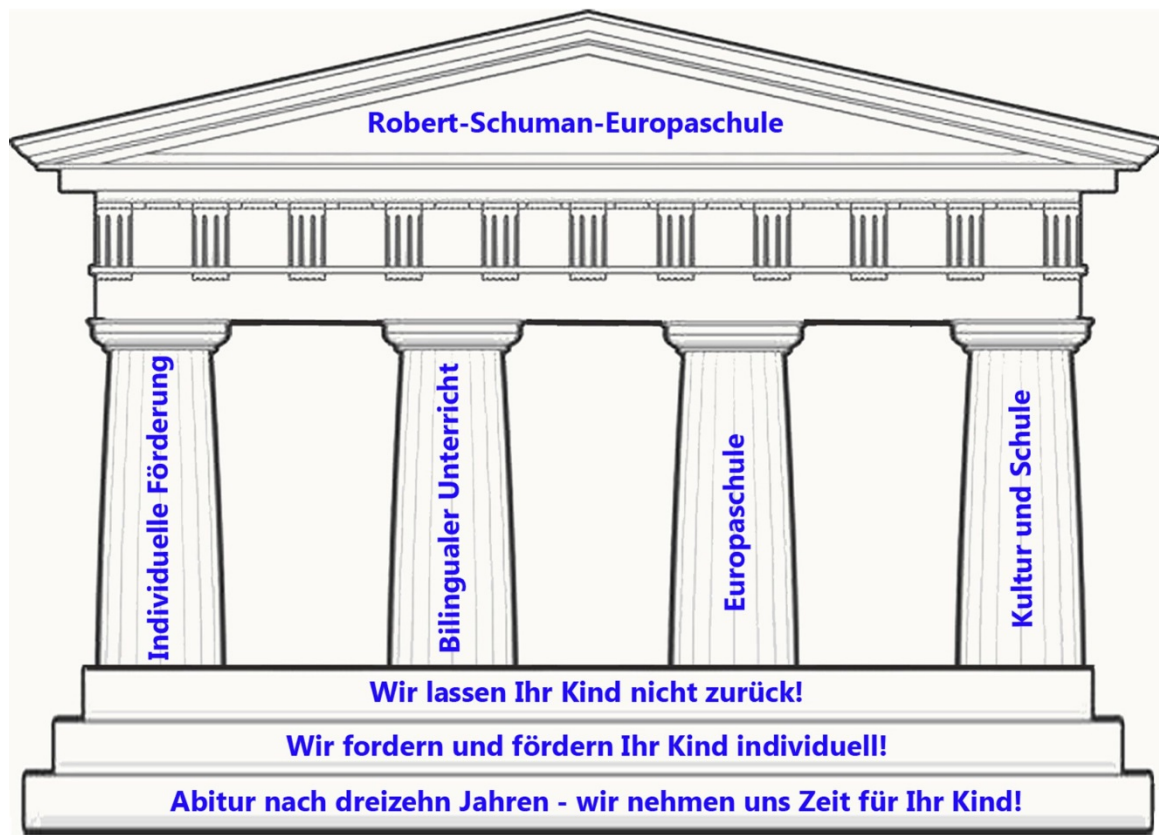 Robert-Schuman-Europaschule
Individuelle Förderung
Bilingualer Unterricht
Europaschule
Kultur und Schule
Wir lassen Ihr Kind nicht zurück!
Wir fordern und fördern Ihr Kind individuell!
Abitur nach dreizehn Jahren - wir nehmen uns Zeit für Ihr Kind!